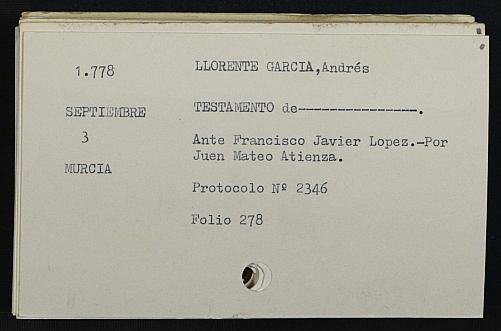 1.778
LLORENTE GARCIA,Andrés
SEPTIEMBRE
TESTAMENTO de---------------.
3
Ante Francisco Javier Lopez.-Por
Juen Mateo Atienza.
MURCIA
Protocolo Nº 2346
Folio 278